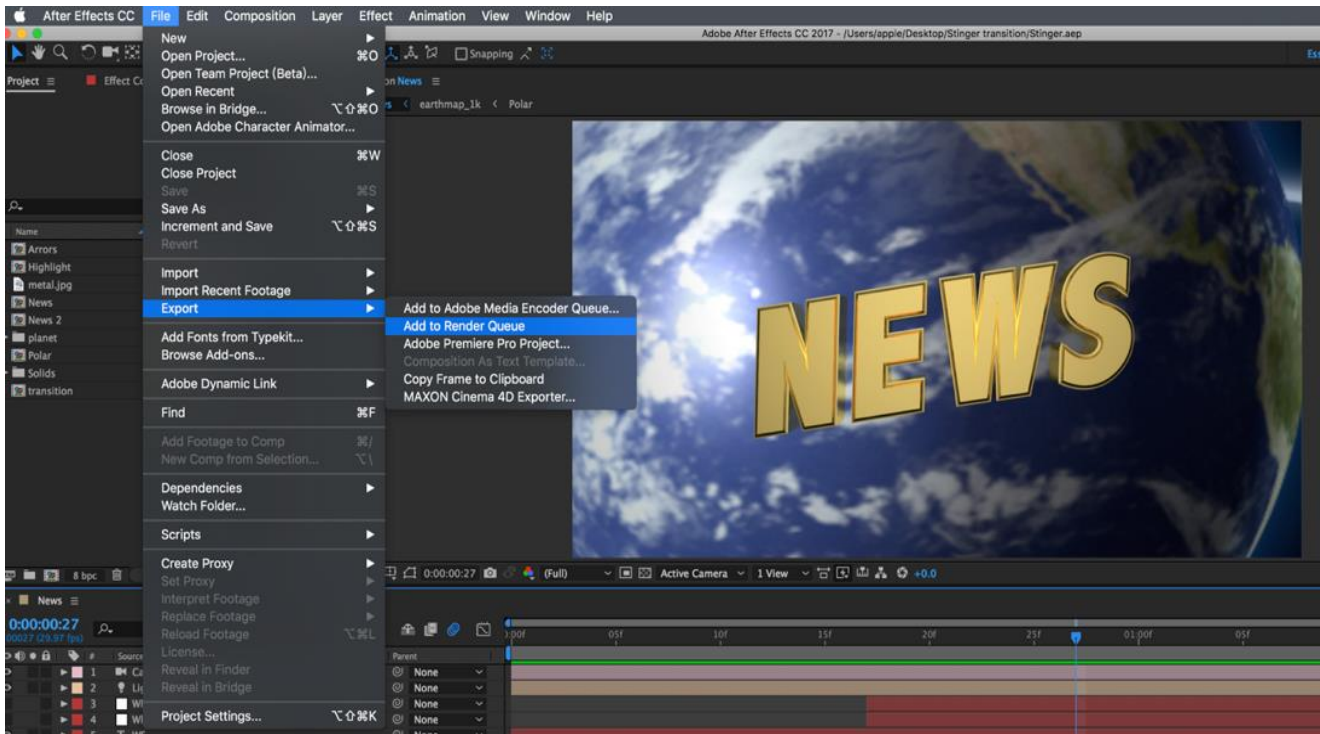 After Effects CC File Edit Composition Layer Effect Animation View Window Help
Adobe After Effects CC 2017 - /Users/apple/Desktop/Stinger transition/Stinger.aep
Snapping
Project
Effect
News
earthmap_1k Polar
New
Open Project... ⌘O
Open Team Project (Beta)...
Open Recent
Browse in Bridge... ⌥⇧⌘O
Open Adobe Character Animator...
Close ⌘W
Close Project
Save ⌘S
Save As
Increment and Save ⌥⇧⌘S
Revert
Import
Import Recent Footage
Export
Add Fonts from Typekit...
Browse Add-ons...
Adobe Dynamic Link
Find ⌘F
Add Footage to Comp ⌘/
New Comp from Selection... ⌥\
Dependencies
Watch Folder...
Scripts
Create Proxy
Set Proxy
Interpret Footage
Replace Footage
Reload Footage ⌥⌘L
License...
Reveal in Finder
Reveal in Bridge
Project Settings... ⌥⇧⌘K
Add to Adobe Media Encoder Queue...
Add to Render Queue
Adobe Premiere Pro Project...
Composition As Text Template...
Copy Frame to Clipboard
MAXON Cinema 4D Exporter...
Name
Arrors
Highlight
metal.jpg
News
News 2
planet
Polar
Solids
transition
NEWS
8 bpc
0:00:00:27 (Full) Active Camera 1 View +0.0
News
0:00:00:27
00027 (29.97 fps)
05f 10f 15f 20f 25f 01:00f 05f
# Source
Parent
1 None
2 None
3 None
4 None